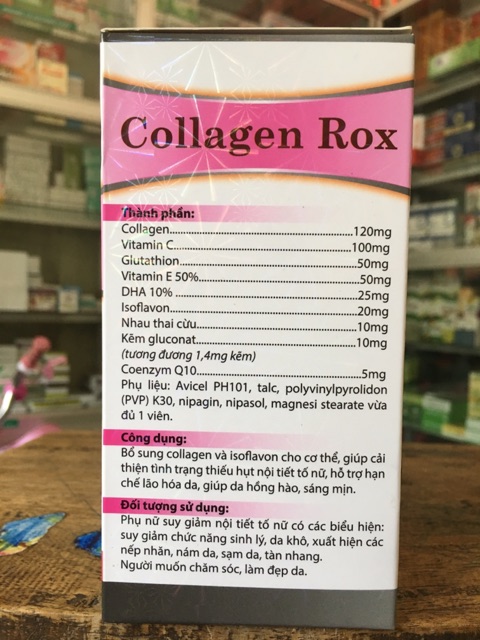 Collagen Rox
Thành phần:
Collagen.................................................120mg
Vitamin C................................................100mg
Glutathion...............................................50mg
Vitamin E 50%..........................................50mg
DHA 10% ................................................25mg
Isoflavon..................................................20mg
Nhau thai cừu..........................................10mg
Kẽm gluconat..........................................10mg
(tương đương 1,4mg kẽm)
Coenzym Q10..........................................5mg
Phụ liệu: Avicel PH101, talc, polyvinylpyrolidon
(PVP) K30, nipagin, nipasol, magnesi stearate vừa
đủ 1 viên.
Công dụng:
Bổ sung collagen và isoflavon cho cơ thể, giúp cải
thiện tình trạng thiếu hụt nội tiết tố nữ, hỗ trợ hạn
chế lão hóa da, giúp da hồng hào, sáng mịn.
Đối tượng sử dụng:
Phụ nữ suy giảm nội tiết tố nữ có các biểu hiện:
suy giảm chức năng sinh lý, da khô, xuất hiện các
nếp nhăn, nám da, sạm da, tàn nhang.
Người muốn chăm sóc, làm đẹp da.